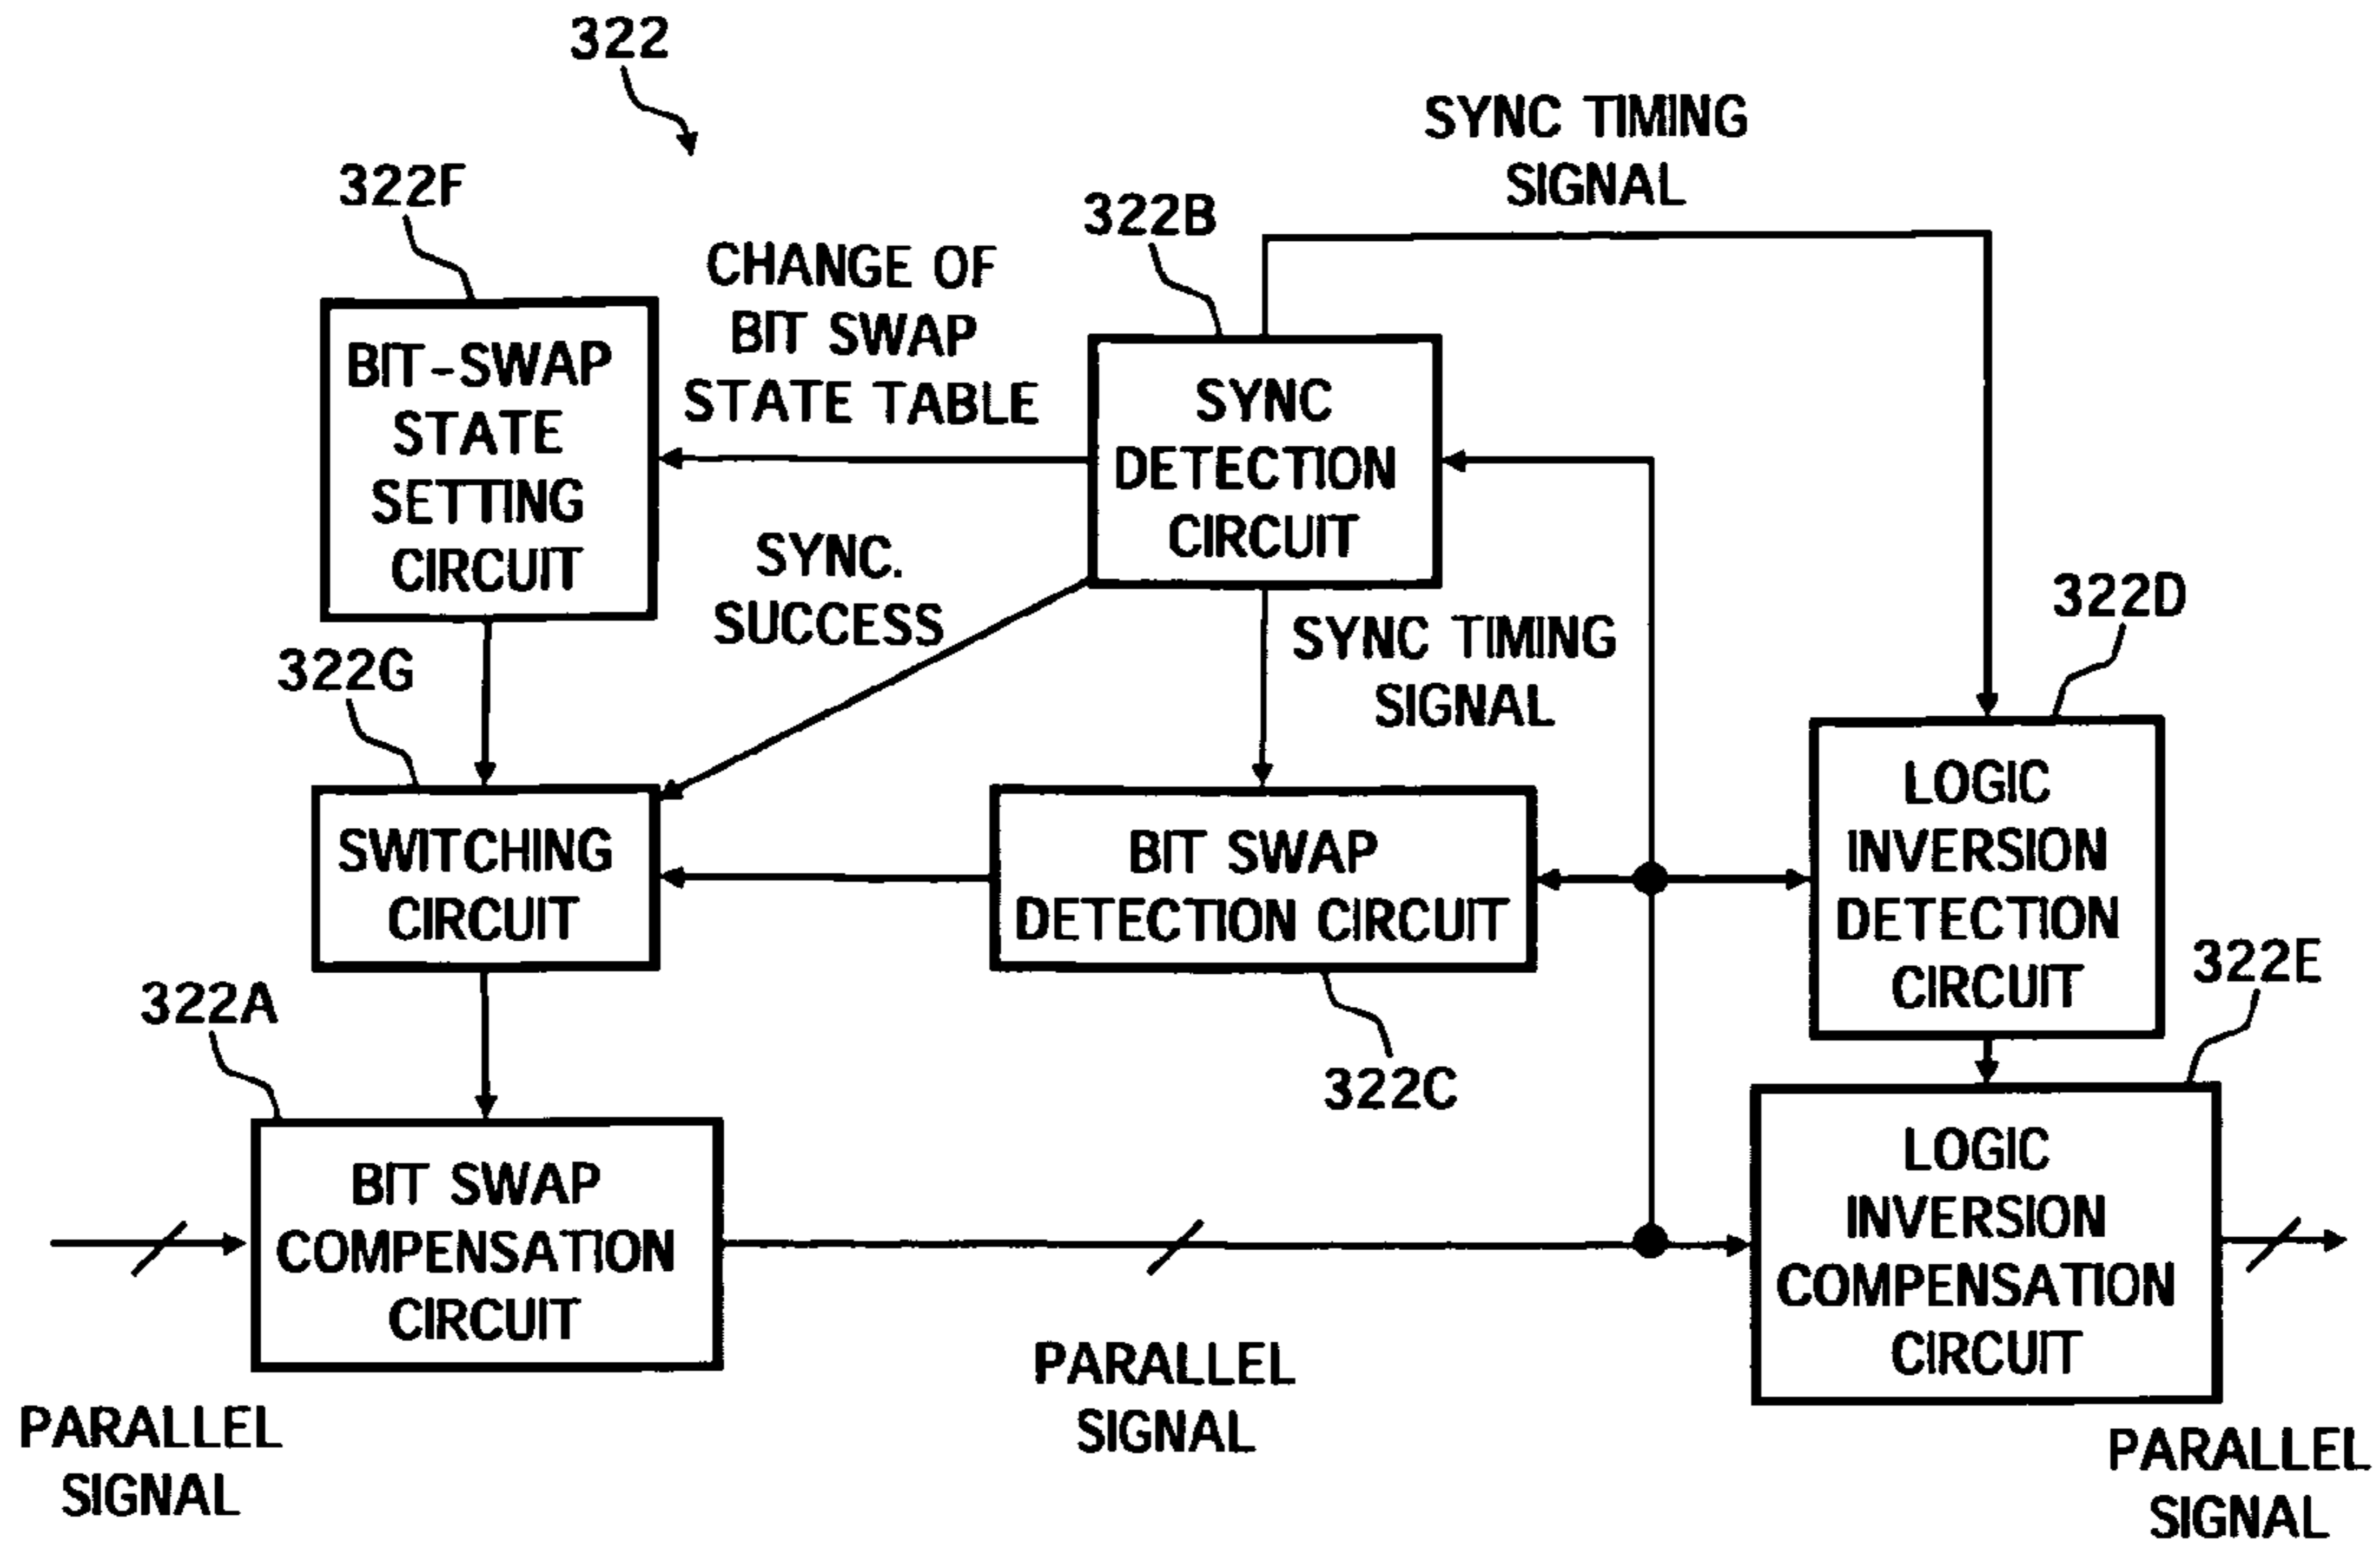 322
SYNC TIMING
SIGNAL
322F
322B
CHANGE OF
BIT SWAP
STATE TABLE
BIT-SWAP
STATE
SETTING
CIRCUIT
SYNC
DETECTION
CIRCUIT
SYNC.
SUCCESS
SYNC TIMING
SIGNAL
322D
322G
LOGIC
INVERSION
DETECTION
CIRCUIT
SWITCHING
CIRCUIT
BIT SWAP
DETECTION CIRCUIT
322E
322A
322C
BIT SWAP
COMPENSATION
CIRCUIT
LOGIC
INVERSION
COMPENSATION
CIRCUIT
PARALLEL
SIGNAL
PARALLEL
SIGNAL
PARALLEL
SIGNAL